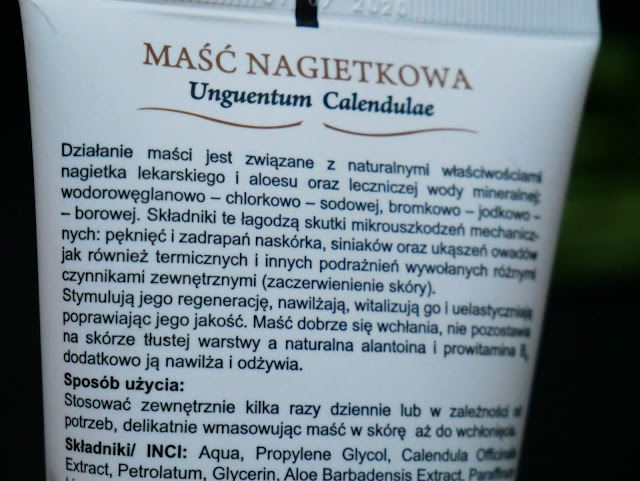 2020
MAŚĆ NAGIETKOWA
Unguentum Calendulae
Działanie maści jest związane z naturalnymi właściwościami
nagietka lekarskiego i aloesu oraz leczniczej wody mineralnej:
wodorowęglanowo – chlorkowo – sodowej, bromkowo – jodkowo –
– borowej. Składniki te łagodzą skutki mikrouszkodzeń mechanicz-
nych: pęknięć i zadrapań naskórka, siniaków oraz ukąszeń owadów
jak również termicznych i innych podrażnień wywołanych różnymi
czynnikami zewnętrznymi (zaczerwienienie skóry).
Stymulują jego regenerację, nawilżają, witalizują go i uelastyczniają
poprawiając jego jakość. Maść dobrze się wchłania, nie pozostawia
na skórze tłustej warstwy a naturalna alantoina i prowitamina B₅
dodatkowo ją nawilża i odżywia.
Sposób użycia:
Stosować zewnętrznie kilka razy dziennie lub w zależności od
potrzeb, delikatnie wmasowując maść w skórę aż do wchłonięcia.
Składniki/ INCI: Aqua, Propylene Glycol, Calendula Officinalis
Extract, Petrolatum, Glycerin, Aloe Barbadensis Extract, Paraffinum